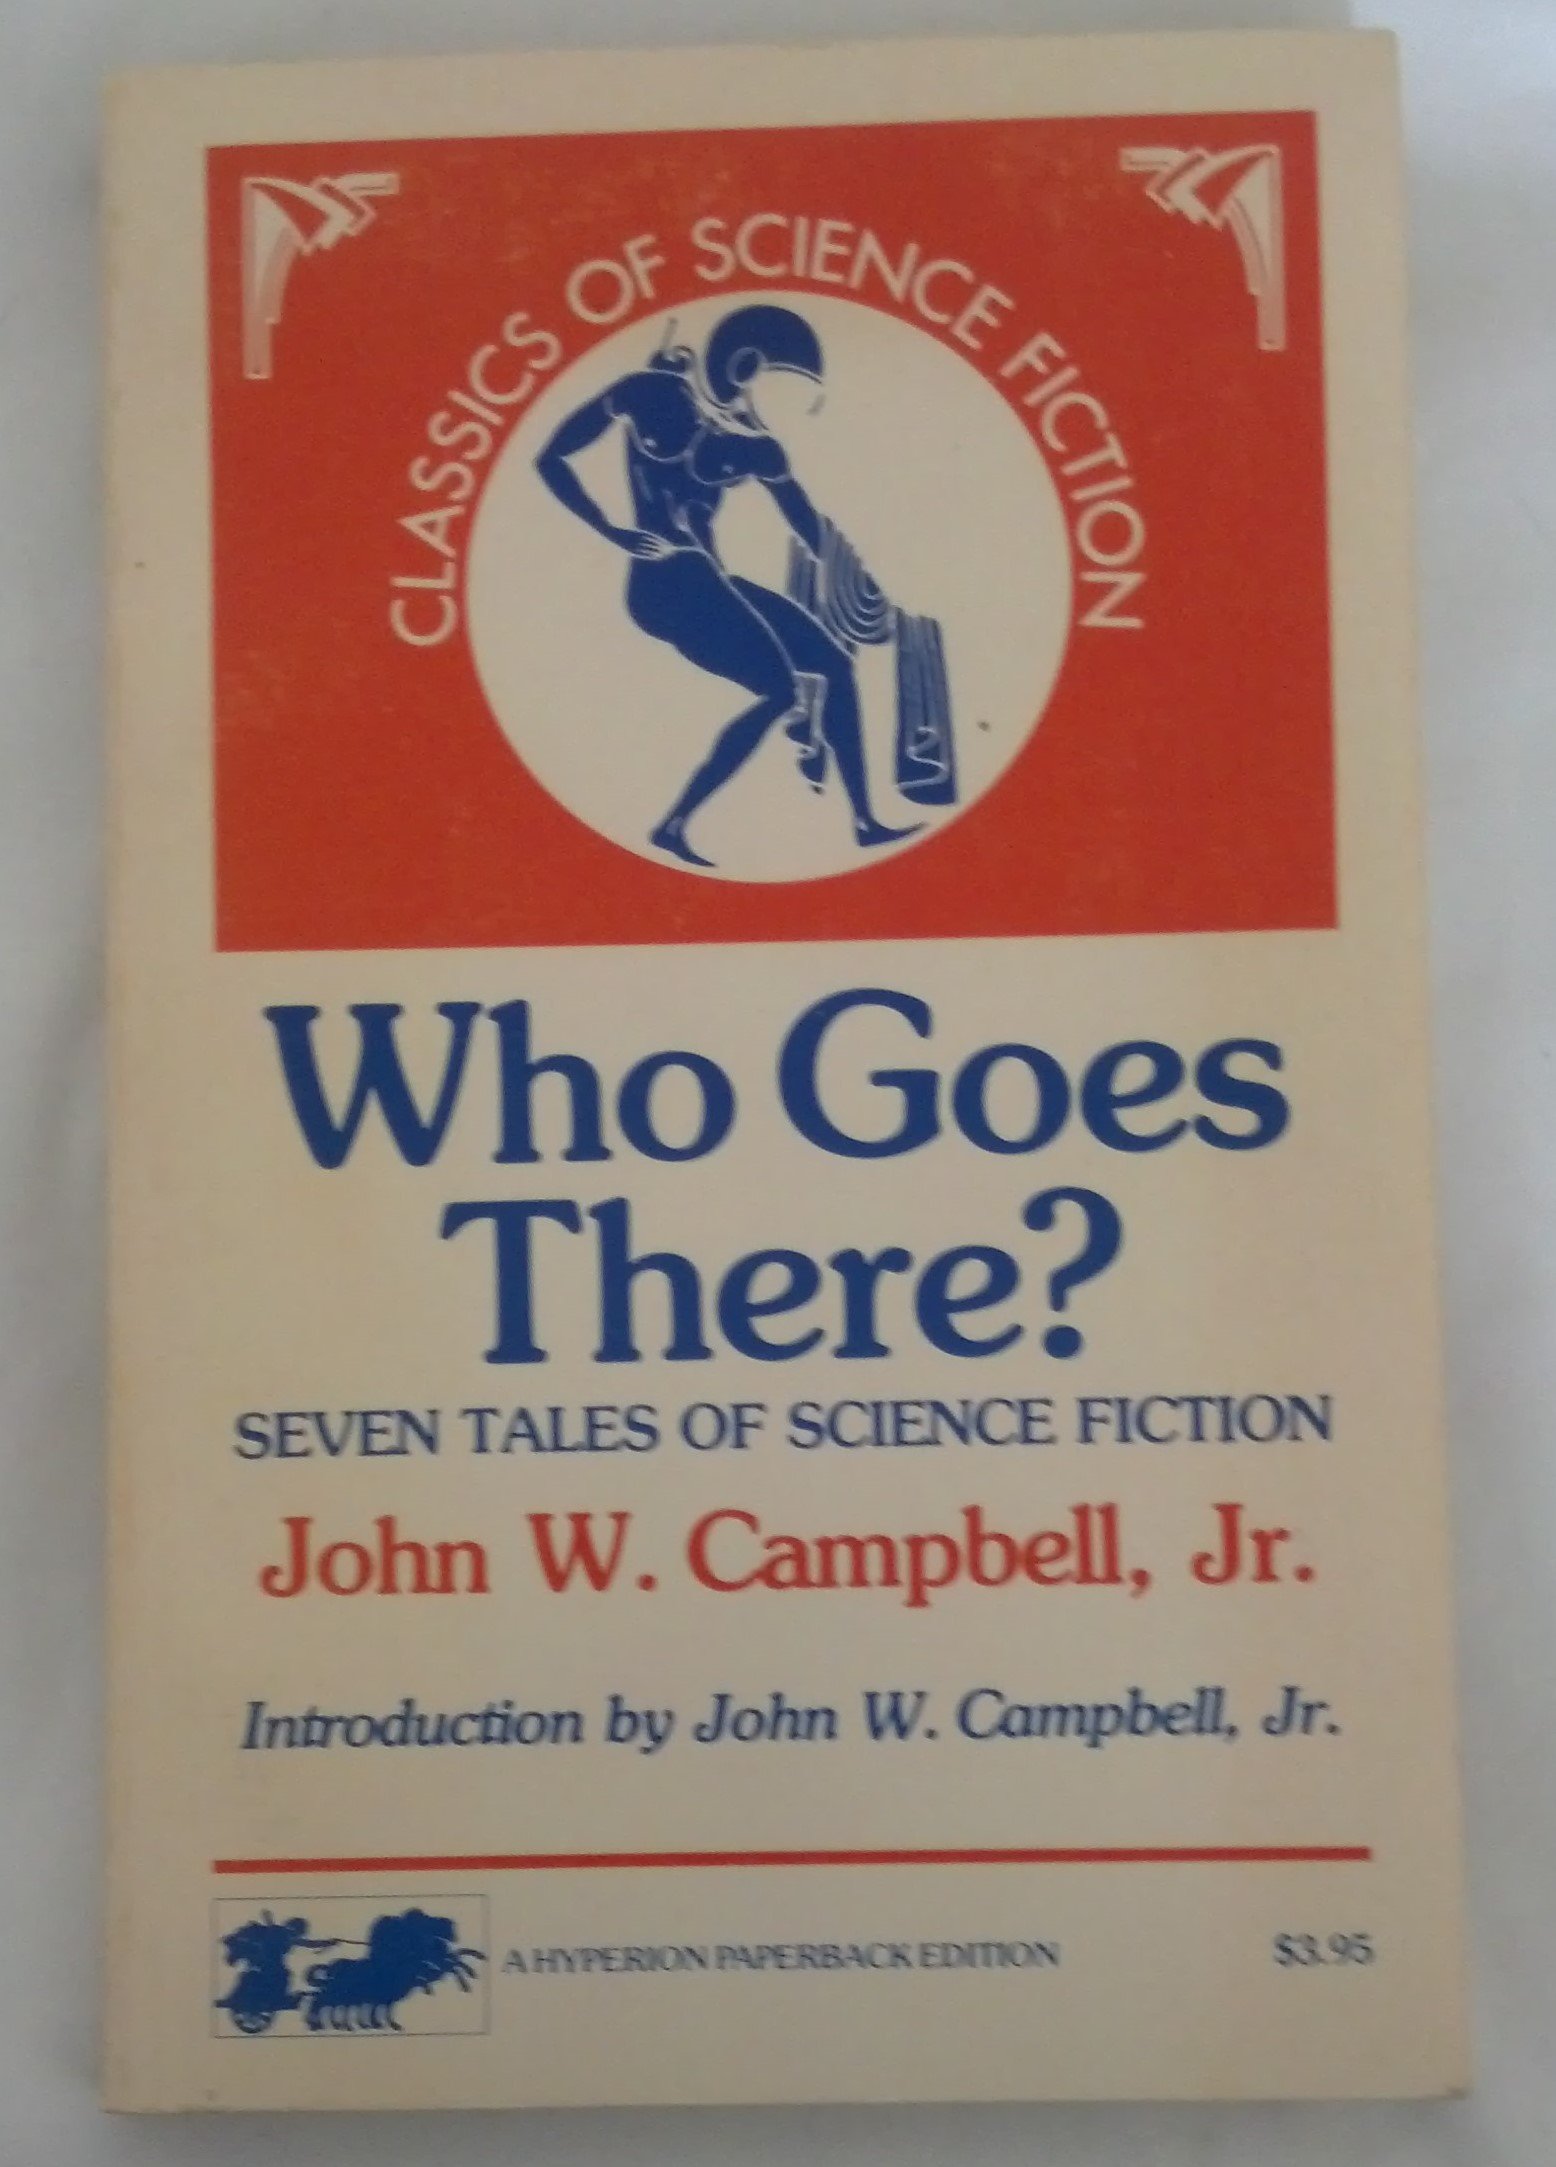 CLASSICS OF SCIENCE FICTION
Who Goes
There?
SEVEN TALES OF SCIENCE FICTION
John W. Campbell, Jr.
Introduction by John W. Campbell, Jr.
A HYPERION PAPERBACK EDITION
$3.95